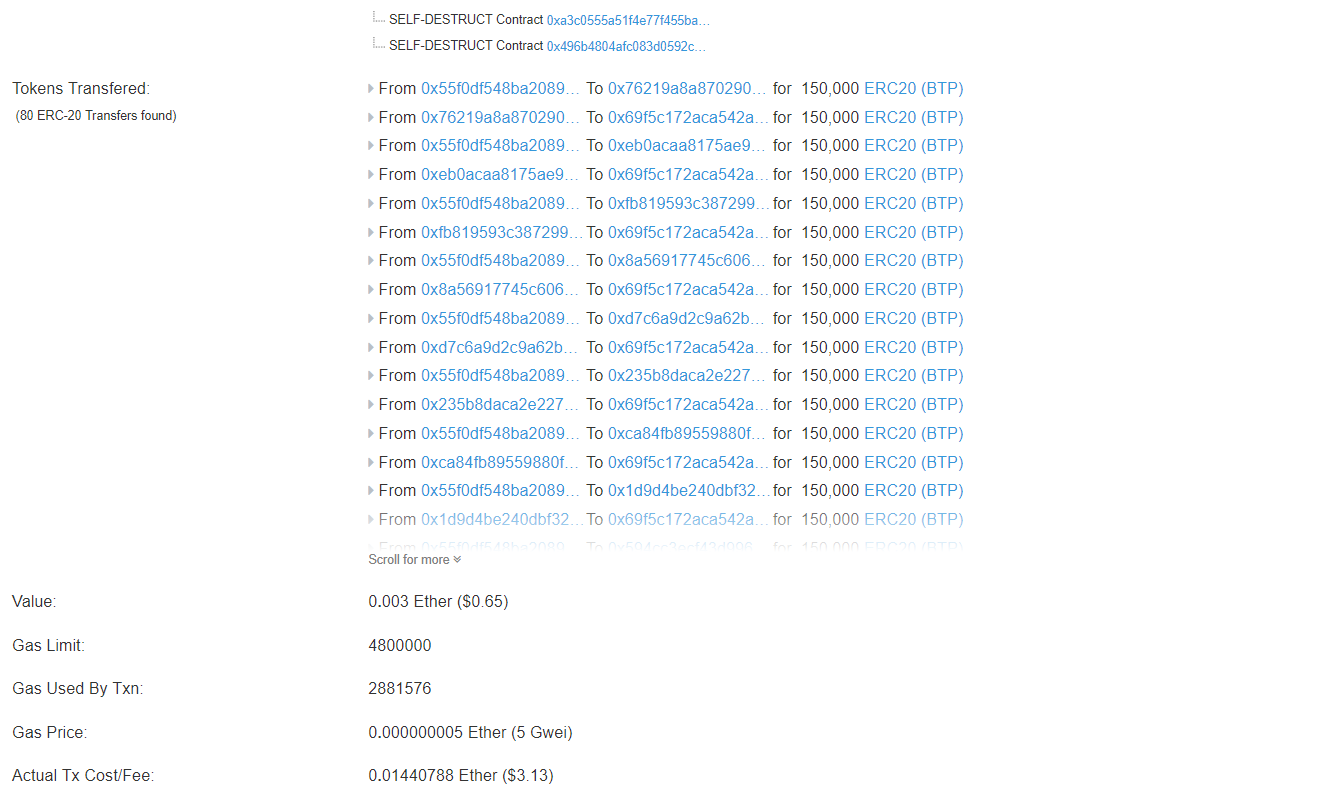 SELF-DESTRUCT Contract 0xa3c0555a51f4e77f455ba...
SELF-DESTRUCT Contract 0x496b4804afc083d0592c...
Tokens Transfered: From 0x55f0df548ba2089... To 0x76219a8a870290... for 150,000 ERC20 (BTP)
(80 ERC-20 Transfers found) From 0x76219a8a870290... To 0x69f5c172aca542a... for 150,000 ERC20 (BTP)
From 0x55f0df548ba2089... To 0xeb0acaa8175ae9... for 150,000 ERC20 (BTP)
From 0xeb0acaa8175ae9... To 0x69f5c172aca542a... for 150,000 ERC20 (BTP)
From 0x55f0df548ba2089... To 0xfb819593c387299... for 150,000 ERC20 (BTP)
From 0xfb819593c387299... To 0x69f5c172aca542a... for 150,000 ERC20 (BTP)
From 0x55f0df548ba2089... To 0x8a56917745c606... for 150,000 ERC20 (BTP)
From 0x8a56917745c606... To 0x69f5c172aca542a... for 150,000 ERC20 (BTP)
From 0x55f0df548ba2089... To 0xd7c6a9d2c9a62b... for 150,000 ERC20 (BTP)
From 0xd7c6a9d2c9a62b... To 0x69f5c172aca542a... for 150,000 ERC20 (BTP)
From 0x55f0df548ba2089... To 0x235b8daca2e227... for 150,000 ERC20 (BTP)
From 0x235b8daca2e227... To 0x69f5c172aca542a... for 150,000 ERC20 (BTP)
From 0x55f0df548ba2089... To 0xca84fb89559880f... for 150,000 ERC20 (BTP)
From 0xca84fb89559880f... To 0x69f5c172aca542a... for 150,000 ERC20 (BTP)
From 0x55f0df548ba2089... To 0x1d9d4be240dbf32... for 150,000 ERC20 (BTP)
From 0x1d9d4be240dbf32... To 0x69f5c172aca542a... for 150,000 ERC20 (BTP)
From 0x55f0df548ba2089... To for 150,000 ERC20 (BTP)
Scroll for more
Value: 0.003 Ether ($0.65)
Gas Limit: 4800000
Gas Used By Txn: 2881576
Gas Price: 0.000000005 Ether (5 Gwei)
Actual Tx Cost/Fee: 0.01440788 Ether ($3.13)